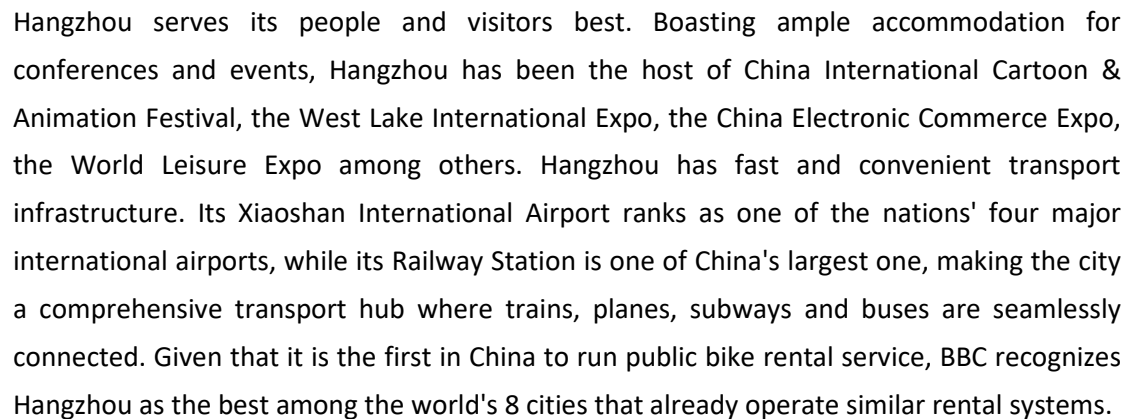 Hangzhou serves its people and visitors best. Boasting ample accommodation for
conferences and events, Hangzhou has been the host of China International Cartoon &
Animation Festival, the West Lake International Expo, the China Electronic Commerce Expo,
the World Leisure Expo among others. Hangzhou has fast and convenient transport
infrastructure. Its Xiaoshan International Airport ranks as one of the nations' four major
international airports, while its Railway Station is one of China's largest one, making the city
a comprehensive transport hub where trains, planes, subways and buses are seamlessly
connected. Given that it is the first in China to run public bike rental service, BBC recognizes
Hangzhou as the best among the world's 8 cities that already operate similar rental systems.